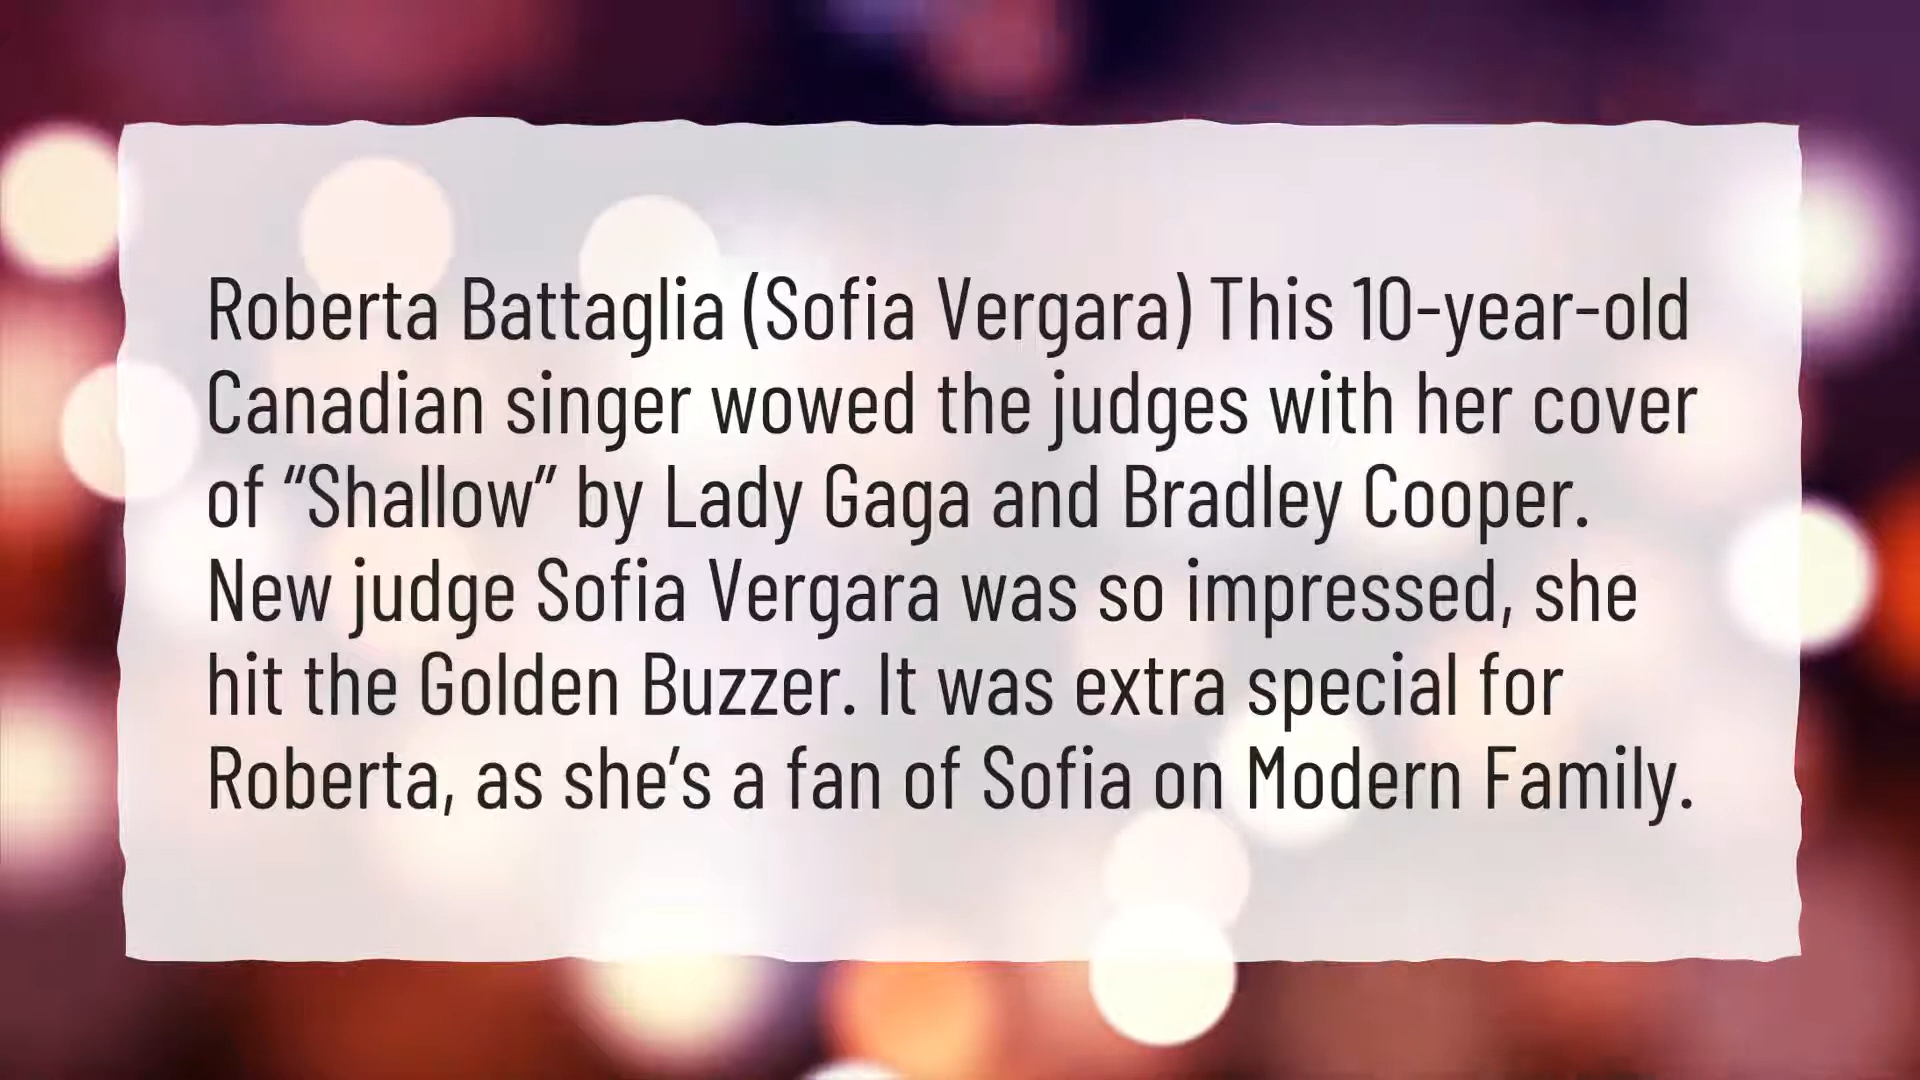 Roberta Battaglia (Sofia Vergara) This 10-year-old
Canadian singer wowed the judges with her cover
of “Shallow” by Lady Gaga and Bradley Cooper.
New judge Sofia Vergara was so impressed, she
hit the Golden Buzzer. It was extra special for
Roberta, as she’s a fan of Sofia on Modern Family.